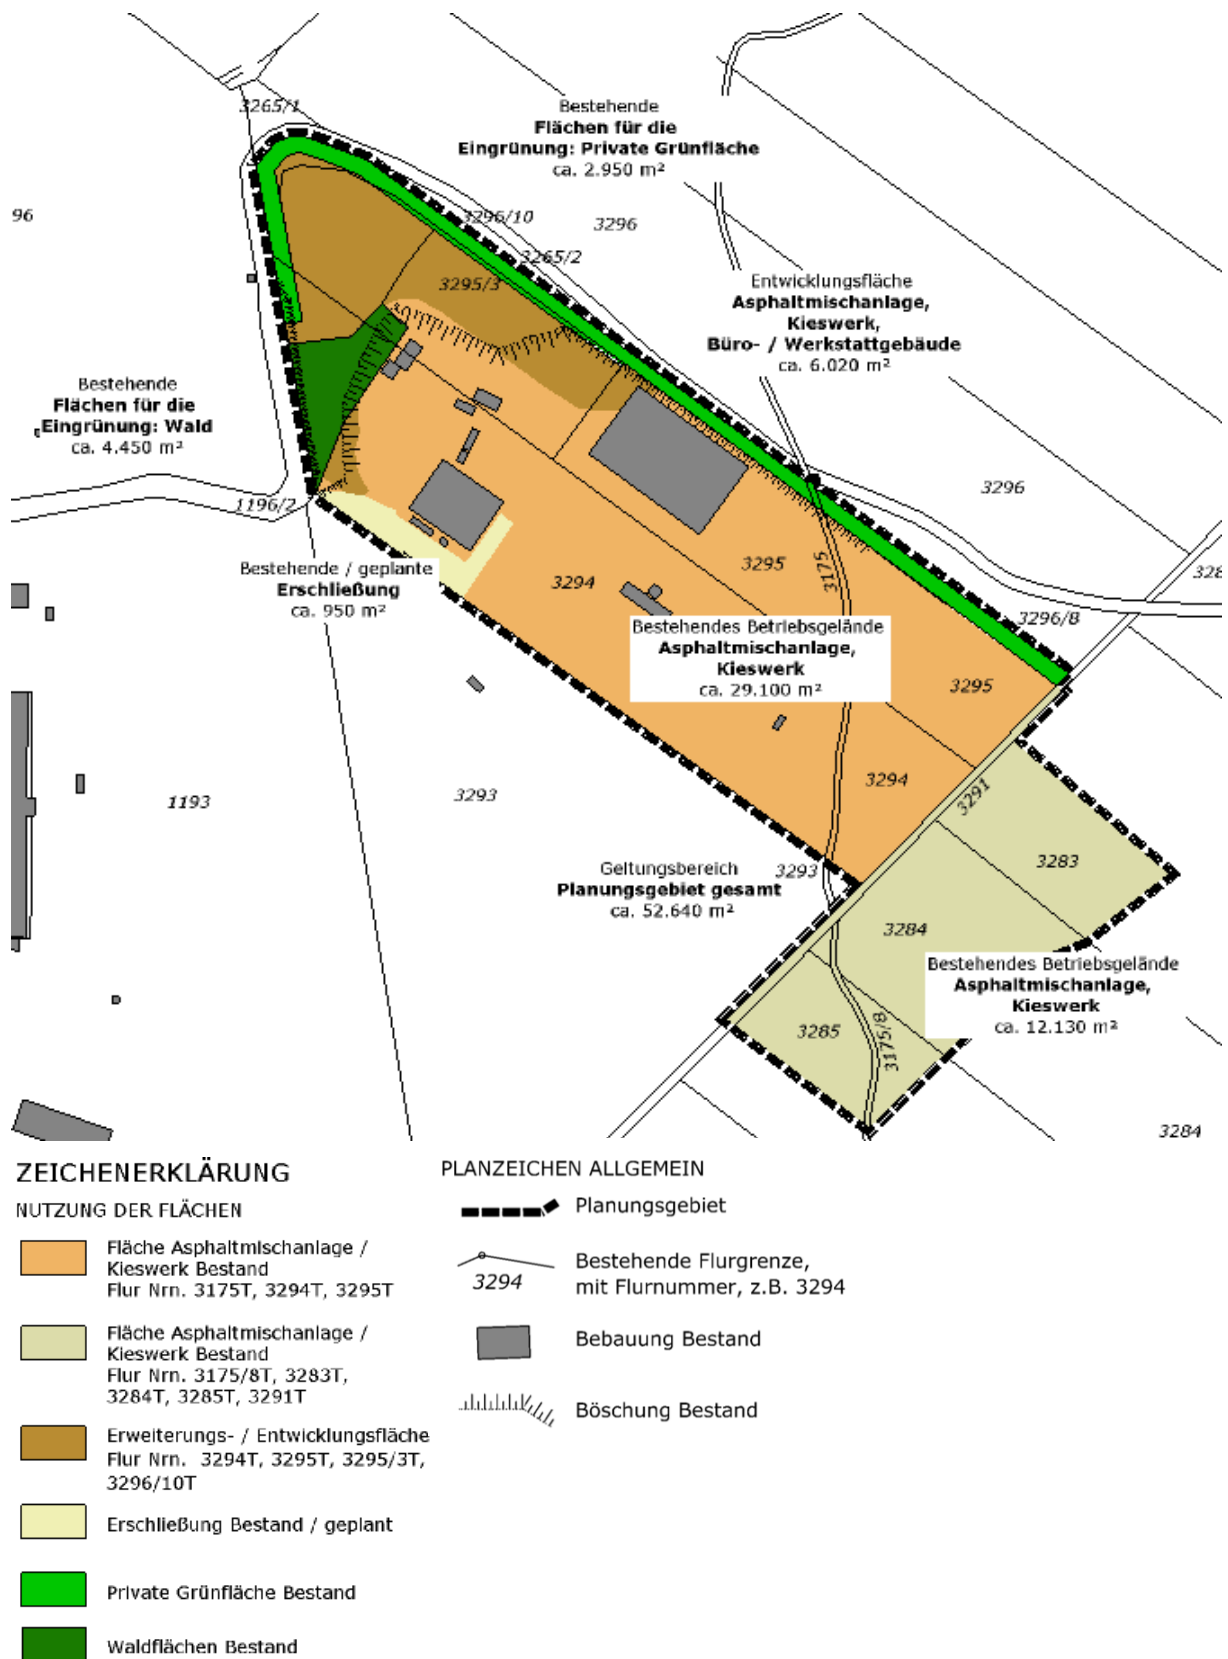 3265/1
Bestehende
Flächen für die
Eingrünung: Private Grünfläche
ca. 2.950 m²
96
3296/10
3296
3265/2
3295/3
Entwicklungsfläche
Asphaltmischanlage,
Kieswerk,
Büro- / Werkstattgebäude
ca. 6.020 m²
Bestehende
Flächen für die
Eingrünung: Wald
ca. 4.450 m²
1196/2
3296
Bestehende / geplante
Erschließung
ca. 950 m²
3294
3295
3175
328
3296/8
Bestehendes Betriebsgelände
Asphaltmischanlage,
Kieswerk
ca. 29.100 m²
3295
1193
3293
3294
3291
Geltungsbereich
Planungsgebiet gesamt
ca. 52.640 m²
3293
3283
3284
Bestehendes Betriebsgelände
Asphaltmischanlage,
Kieswerk
ca. 12.130 m²
3285
3175/8
3284
ZEICHENERKLÄRUNG
NUTZUNG DER FLÄCHEN
Fläche Asphaltmischanlage /
Kieswerk Bestand
Flur Nrn. 3175T, 3294T, 3295T
Fläche Asphaltmischanlage /
Kieswerk Bestand
Flur Nrn. 3175/8T, 3283T,
3284T, 3285T, 3291T
Erweiterungs- / Entwicklungsfläche
Flur Nrn. 3294T, 3295T, 3295/3T,
3296/10T
Erschließung Bestand / geplant
Private Grünfläche Bestand
Waldflächen Bestand
PLANZEICHEN ALLGEMEIN
Planungsgebiet
3294
Bestehende Flurgrenze,
mit Flurnummer, z.B. 3294
Bebauung Bestand
Böschung Bestand